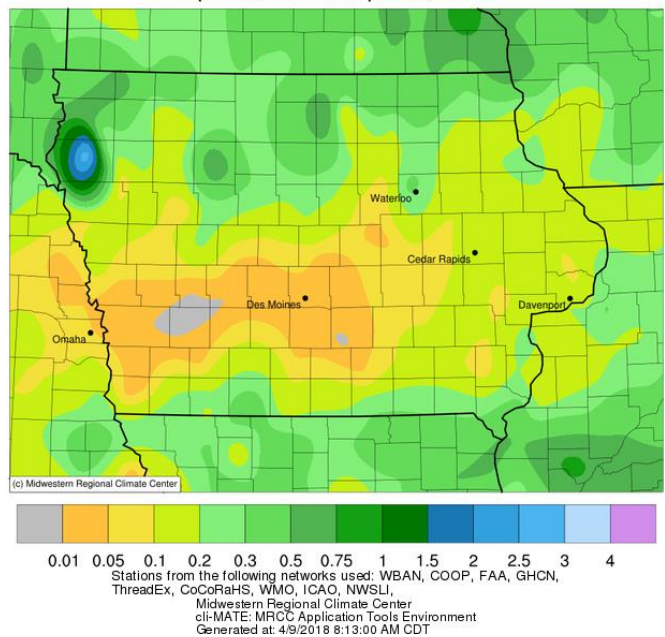 Waterloo
Cedar Rapids
Des Moines
Davenport
Omaha
(c) Midwestern Regional Climate Center
0.01 0.05 0.1 0.2 0.3 0.5 0.75 1 1.5 2 2.5 3 4
Stations from the following networks used: WBAN, COOP, FAA, GHCN,
ThreadEx, CoCoRaHS, WMO, ICAO, NWSLI,
Midwestern Regional Climate Center
cli-MATE: MRCC Application Tools Environment
Generated at: 4/9/2018 8:13:00 AM CDT